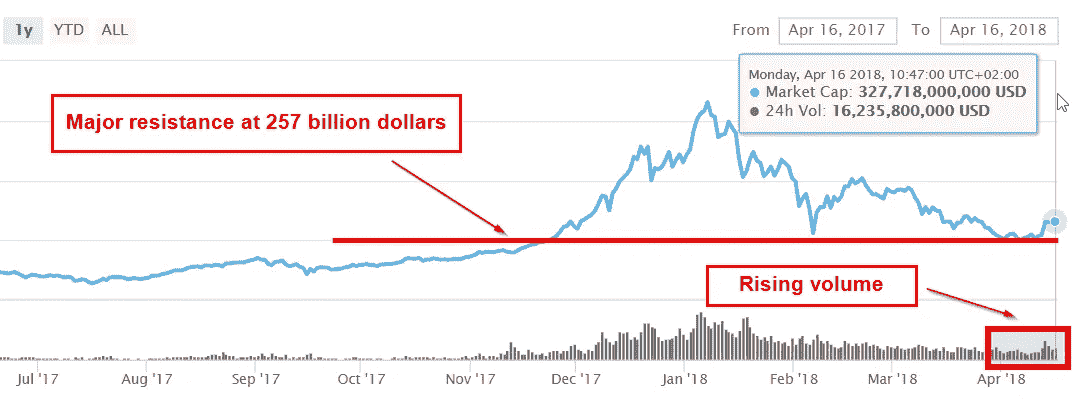 1y YTD ALL From Apr 16, 2017 To Apr 16, 2018
Monday, Apr 16 2018, 10:47:00 UTC+02:00
Market Cap: 327,718,000,000 USD
24h Vol: 16,235,800,000 USD
Major resistance at 257 billion dollars
Rising volume
Jul '17 Aug '17 Sep '17 Oct '17 Nov '17 Dec '17 Jan '18 Feb '18 Mar '18 Apr '18